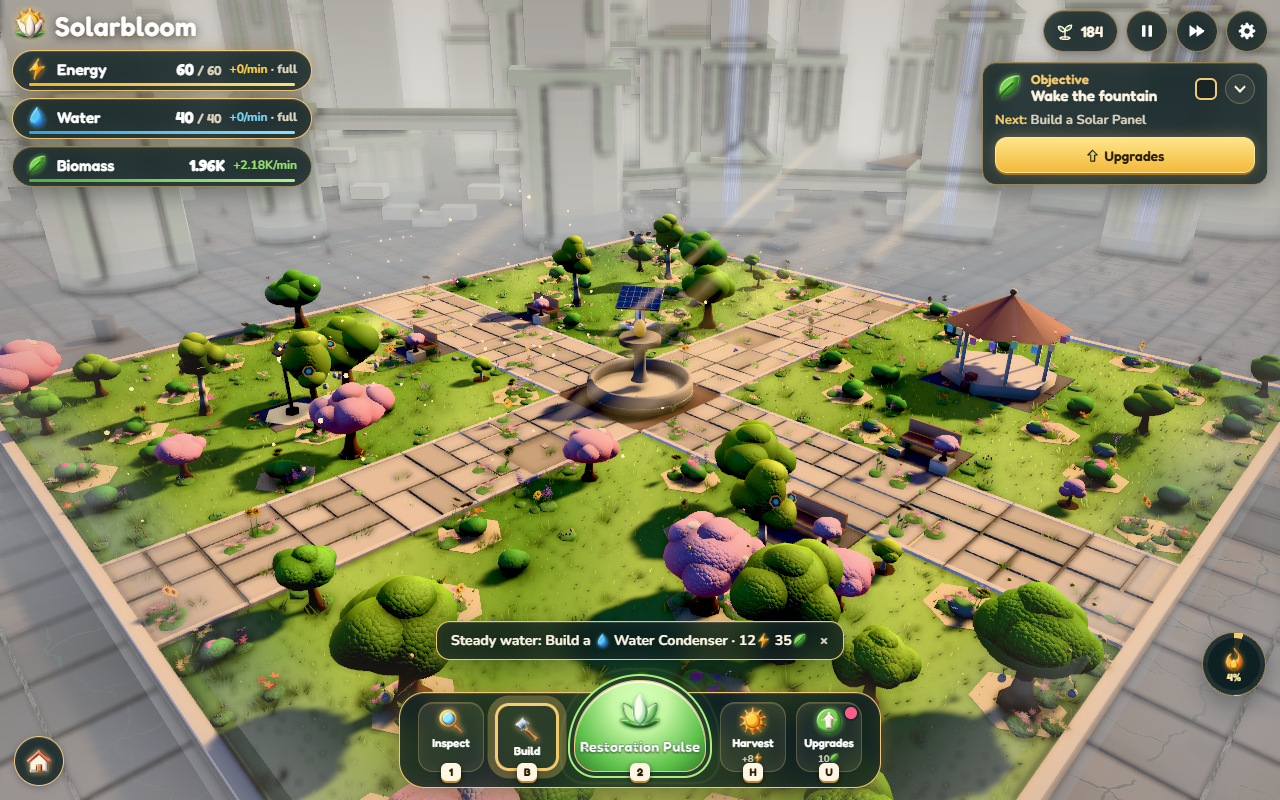 Solarbloom
184
Energy 60 / 60 +0/min · full
Water 40 / 40 +0/min · full
Biomass 1.96K +2.18K/min
Objective
Wake the fountain
Next: Build a Solar Panel
Upgrades
Steady water: Build a Water Condenser · 12 35 ×
4%
Inspect
1
Build
B
Restoration Pulse
2
Harvest
+8
H
Upgrades
10
U